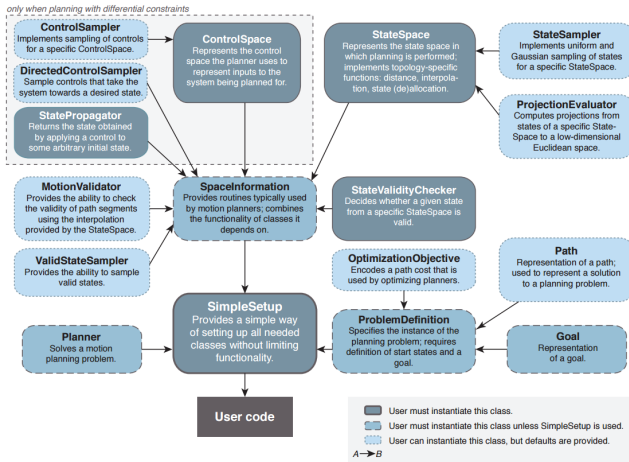 only when planning with differential constraints
ControlSampler
Implements sampling of controls
for a specific ControlSpace.
DirectedControlSampler
Sample controls that take the
system towards a desired state.
StatePropagator
Returns the state obtained
by applying a control to
some arbitrary initial state.
ControlSpace
Represents the control
space the planner uses to
represent inputs to the
system being planned for.
StateSpace
Represents the state space in
which planning is performed;
implements topology-specific
functions: distance, interpola-
tion, state (de)allocation.
StateSampler
Implements uniform and
Gaussian sampling of states
for a specific StateSpace.
ProjectionEvaluator
Computes projections from
states of a specific State-
Space to a low-dimensional
Euclidean space.
MotionValidator
Provides the ability to check
the validity of path segments
using the interpolation
provided by the StateSpace.
SpaceInformation
Provides routines typically used
by motion planners; combines
the functionality of classes it
depends on.
StateValidityChecker
Decides whether a given state
from a specific StateSpace is
valid.
ValidStateSampler
Provides the ability to sample
valid states.
OptimizationObjective
Encodes a path cost that is
used by optimizing planners.
Path
Representation of a path;
used to represent a solution
to a planning problem.
Planner
Solves a motion
planning problem.
SimpleSetup
Provides a simple way
of setting up all needed
classes without limiting
functionality.
ProblemDefinition
Specifies the instance of the
planning problem; requires
definition of start states and a
goal.
Goal
Representation
of a goal.
User code
User must instantiate this class.
User must instantiate this class unless SimpleSetup is used.
User can instantiate this class, but defaults are provided.
A B